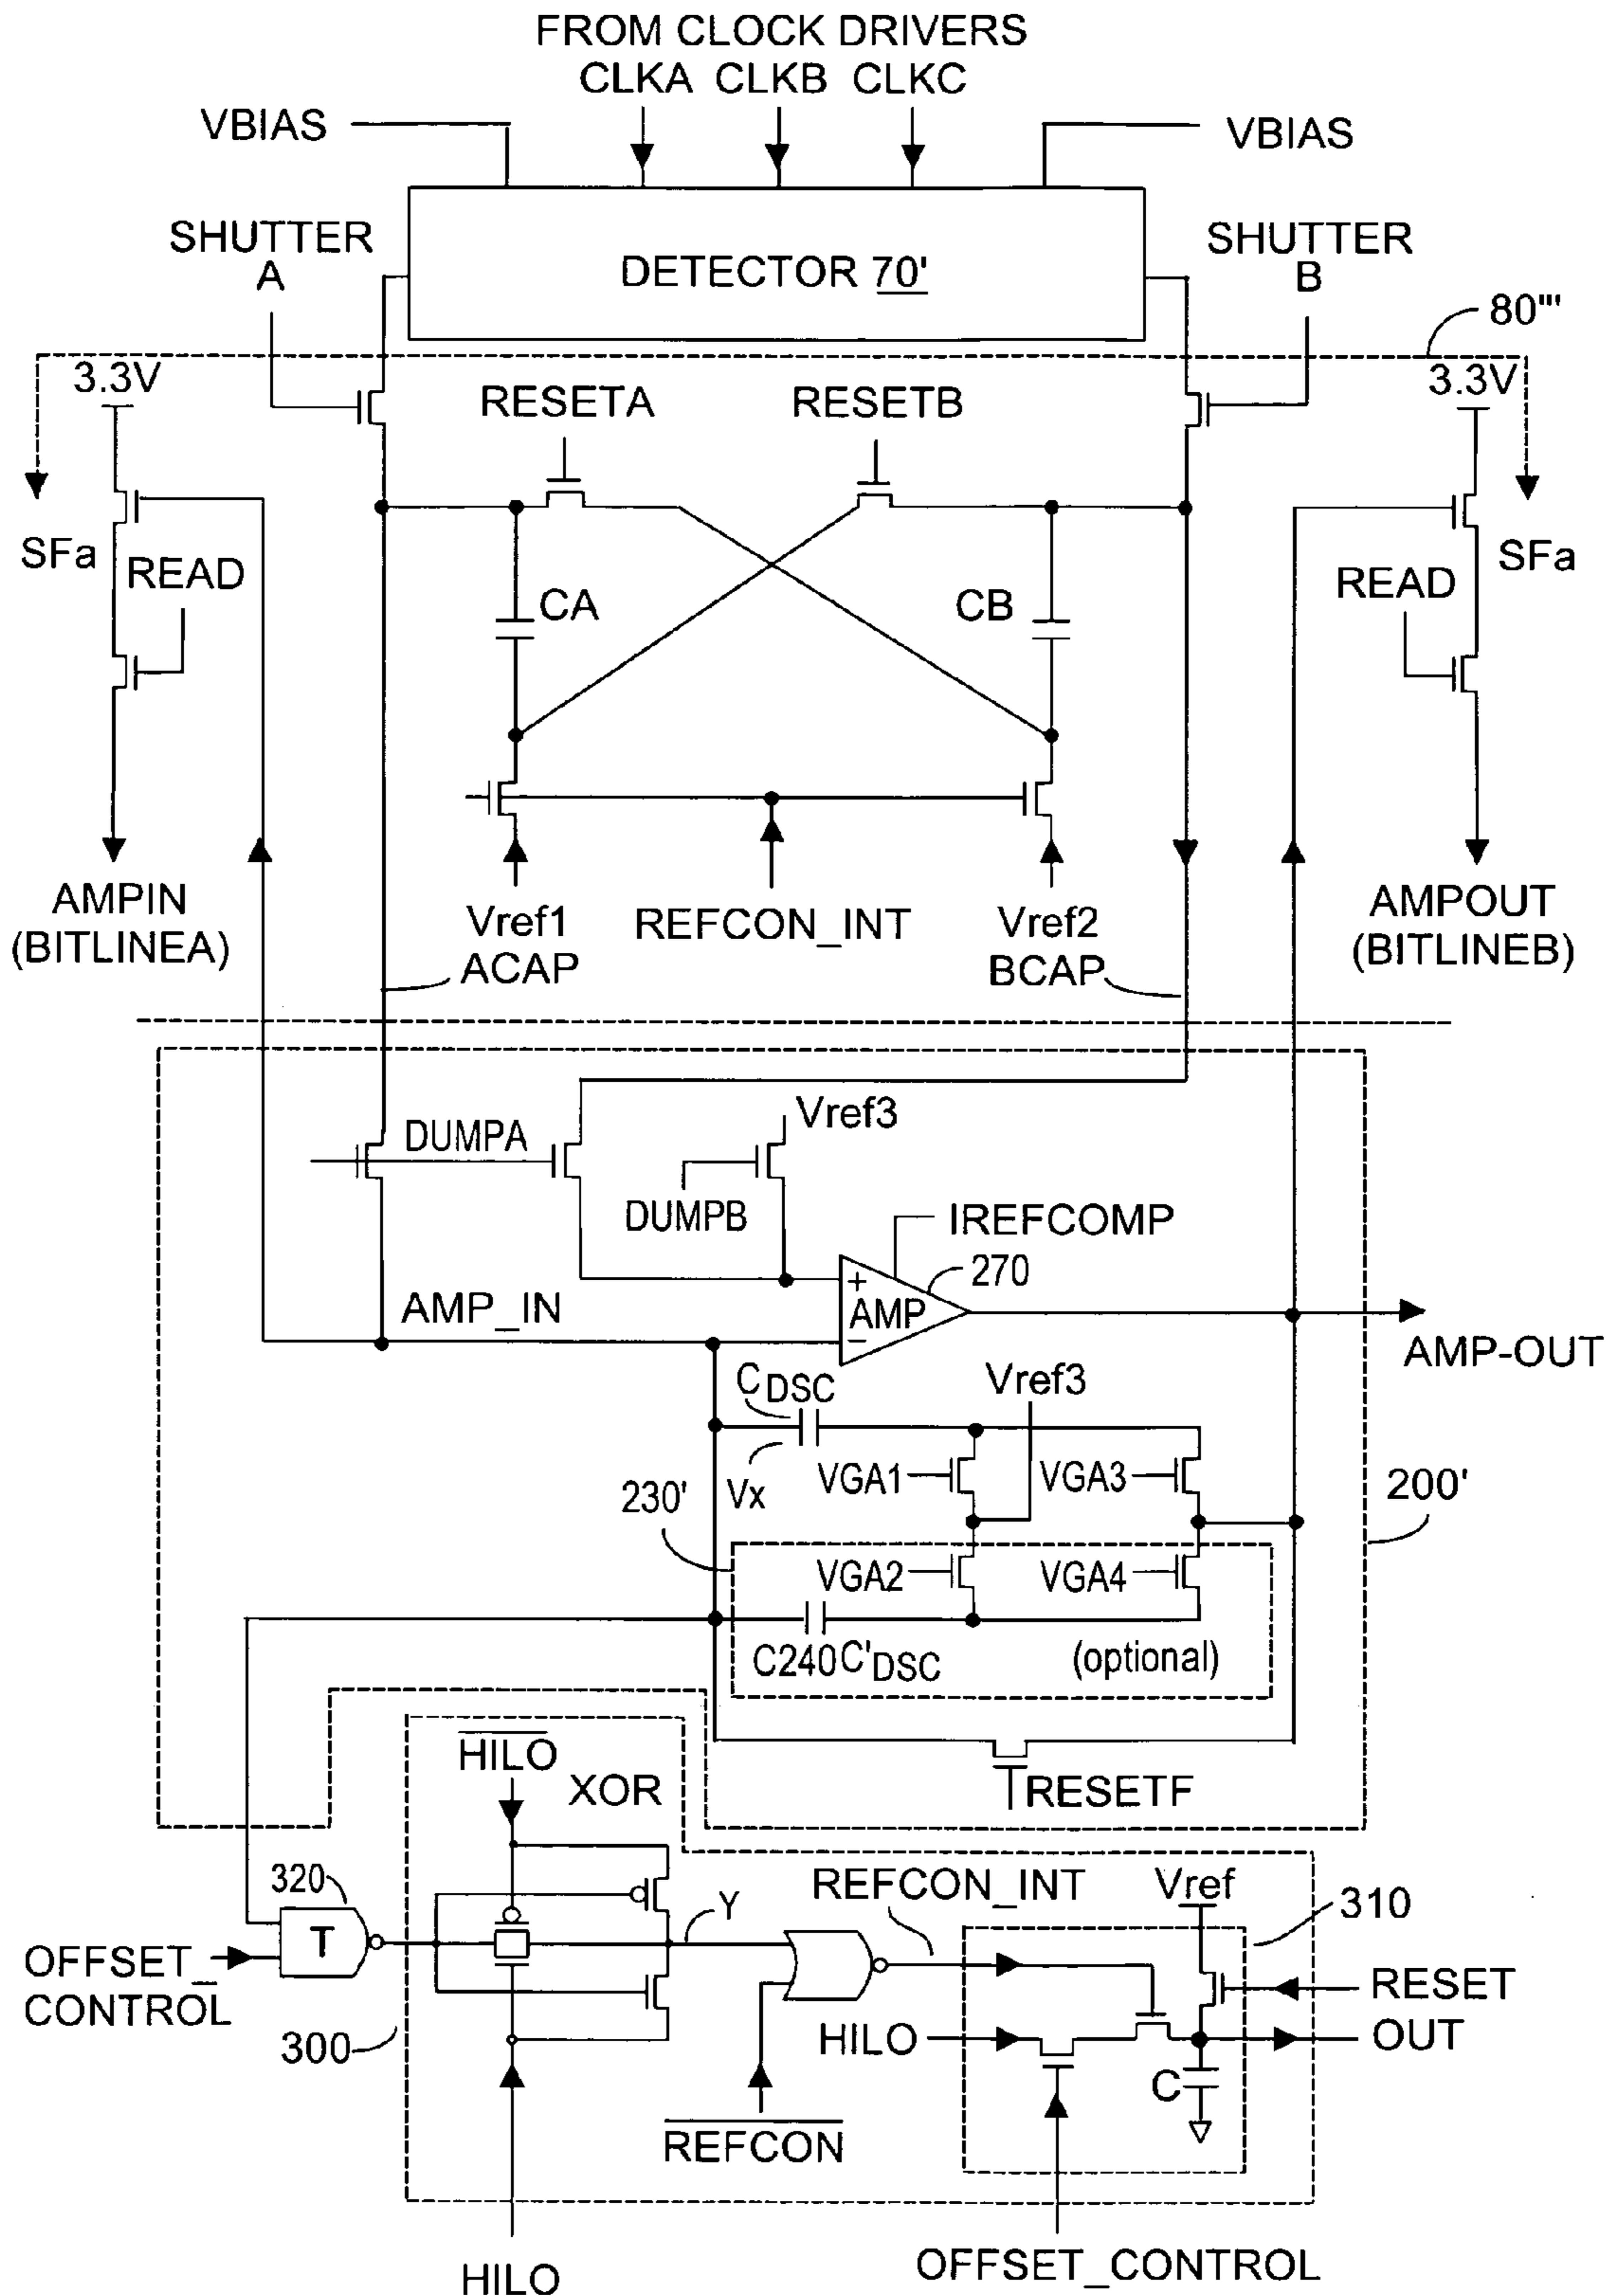 FROM CLOCK DRIVERS
CLKA CLKB CLKC
VBIAS
VBIAS
SHUTTER
A
DETECTOR 70'
SHUTTER
B
80'''
3.3V
3.3V
RESETA
RESETB
SFa
READ
CA
CB
READ
SFa
AMPIN
(BITLINEA)
Vref1
ACAP
REFCON_INT
Vref2
BCAP
AMPOUT
(BITLINEB)
DUMPA
Vref3
DUMPB
IREFCOMP
270
+
AMP
−
AMP_IN
AMP-OUT
CDSC
Vref3
Vx
VGA1
VGA3
230'
200'
VGA2
VGA4
C240 C'DSC
(optional)
RESETF
HILO
XOR
320
T
Y
REFCON_INT
Vref
310
OFFSET_
CONTROL
RESET
300
HILO
OUT
C
REFCON
HILO
OFFSET_CONTROL